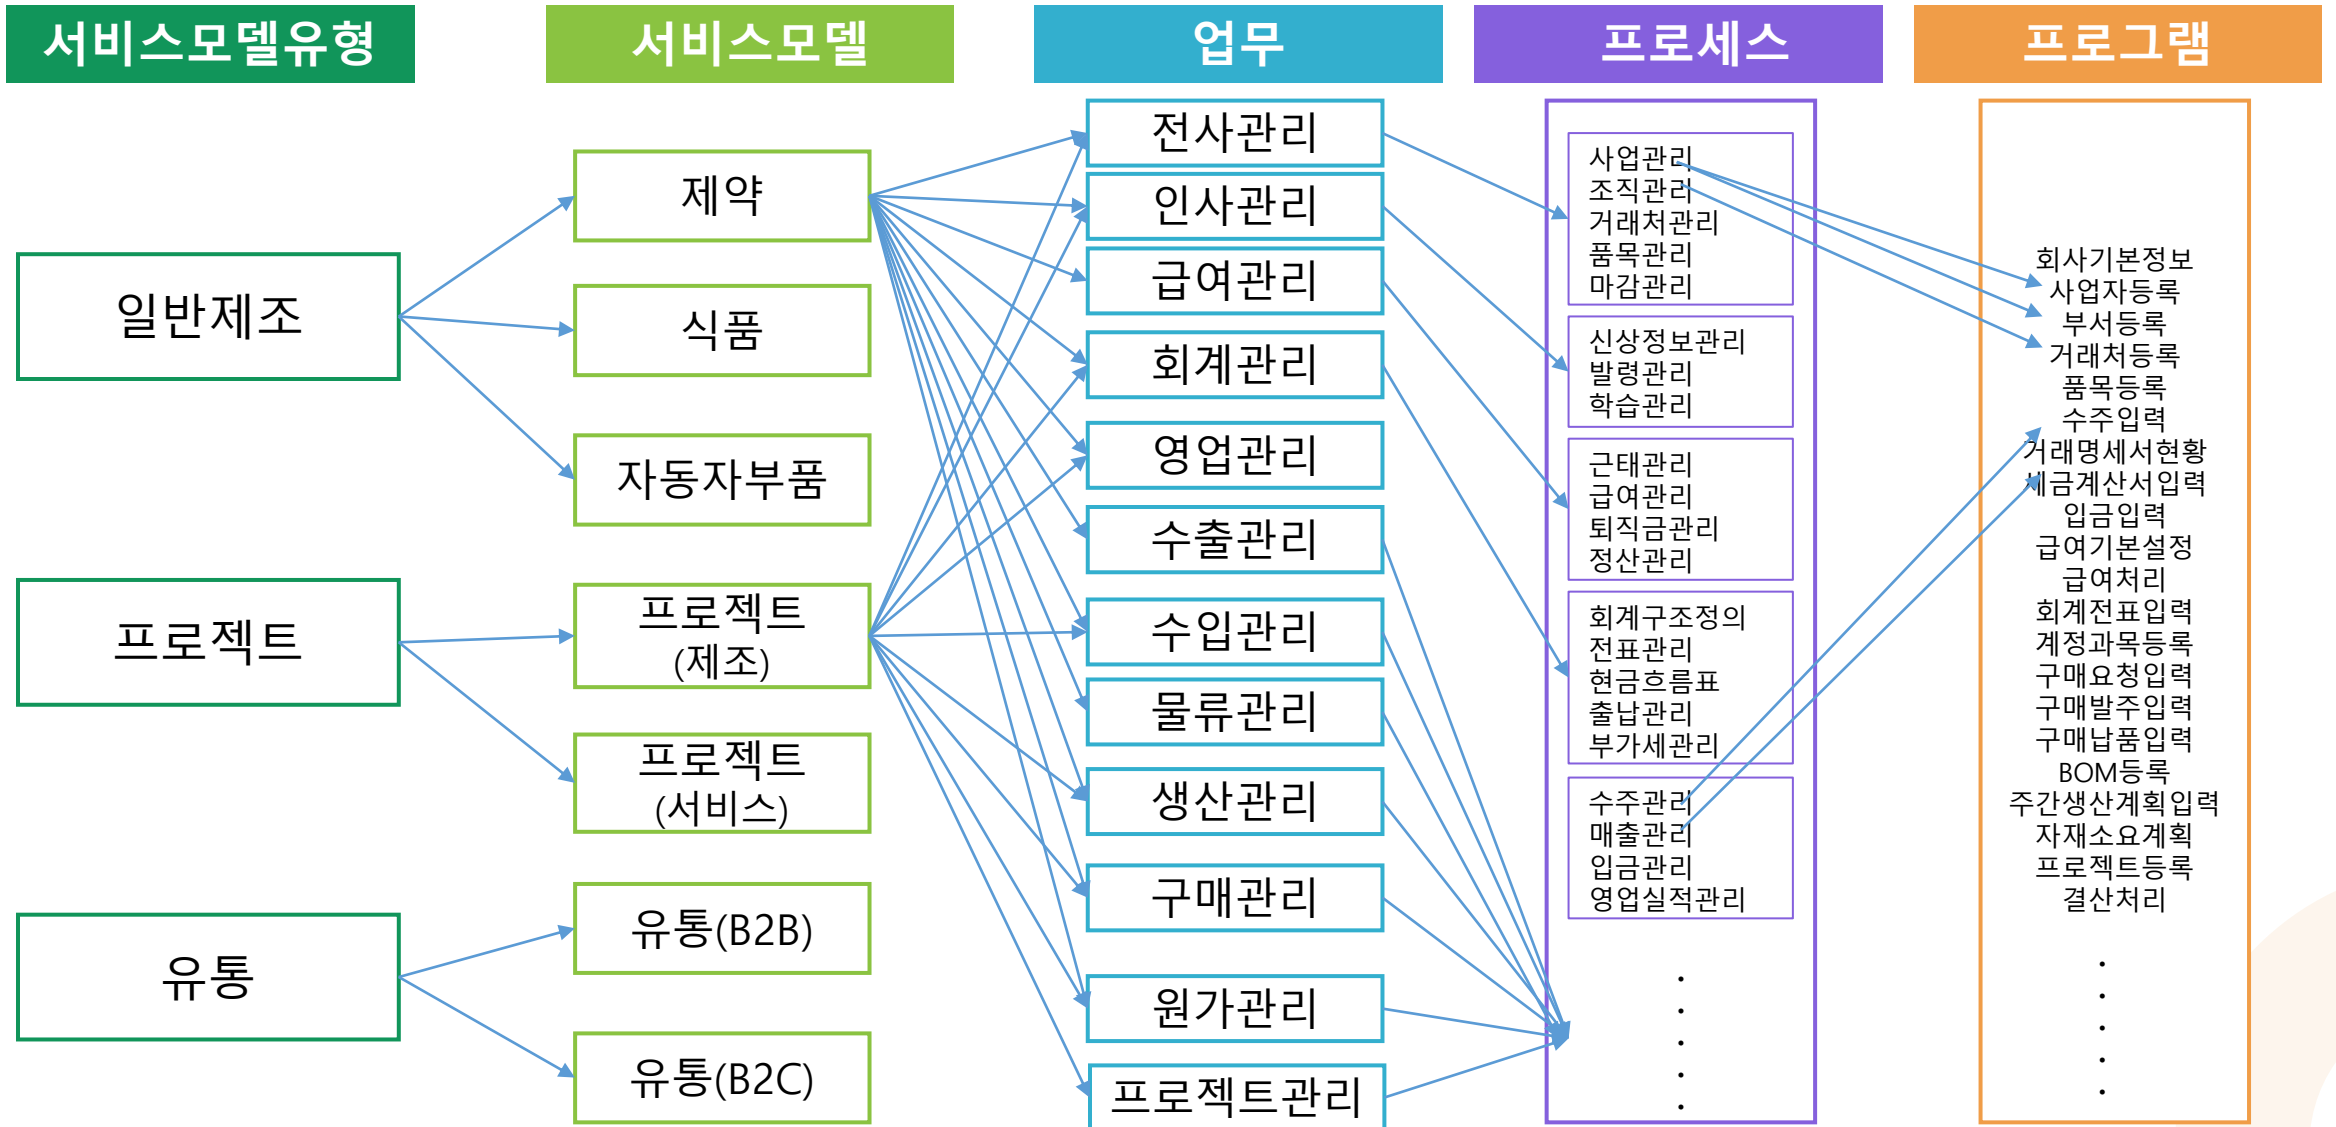 서비스모델유형
서비스모델
업무
프로세스
프로그램
일반제조
프로젝트
유통
제약
식품
자동자부품
프로젝트
(제조)
프로젝트
(서비스)
유통(B2B)
유통(B2C)
전사관리
인사관리
급여관리
회계관리
영업관리
수출관리
수입관리
물류관리
생산관리
구매관리
원가관리
프로젝트관리
사업관리
조직관리
거래처관리
품목관리
마감관리
신상정보관리
발령관리
학습관리
근태관리
급여관리
퇴직금관리
정산관리
회계구조정의
전표관리
현금흐름표
출납관리
부가세관리
수주관리
매출관리
입금관리
영업실적관리
.
.
.
.
.
회사기본정보
사업자등록
부서등록
거래처등록
품목등록
수주입력
거래명세서현황
세금계산서입력
입금입력
급여기본설정
급여처리
회계전표입력
계정과목등록
구매요청입력
구매발주입력
구매납품입력
BOM등록
주간생산계획입력
자재소요계획
프로젝트등록
결산처리
.
.
.
.
.